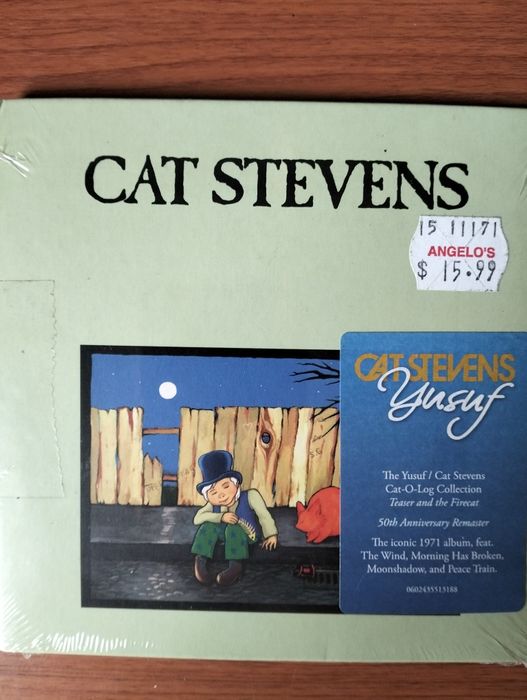 CAT STEVENS
15 11171
ANGELO'S
$ 15.99
CAT STEVENS
Yusuf
The Yusuf / Cat Stevens
Cat-O-Log Collection
Teaser and the Firecat
50th Anniversary Remaster
The iconic 1971 album, feat.
The Wind, Morning Has Broken,
Moonshadow, and Peace Train.
0602435513188